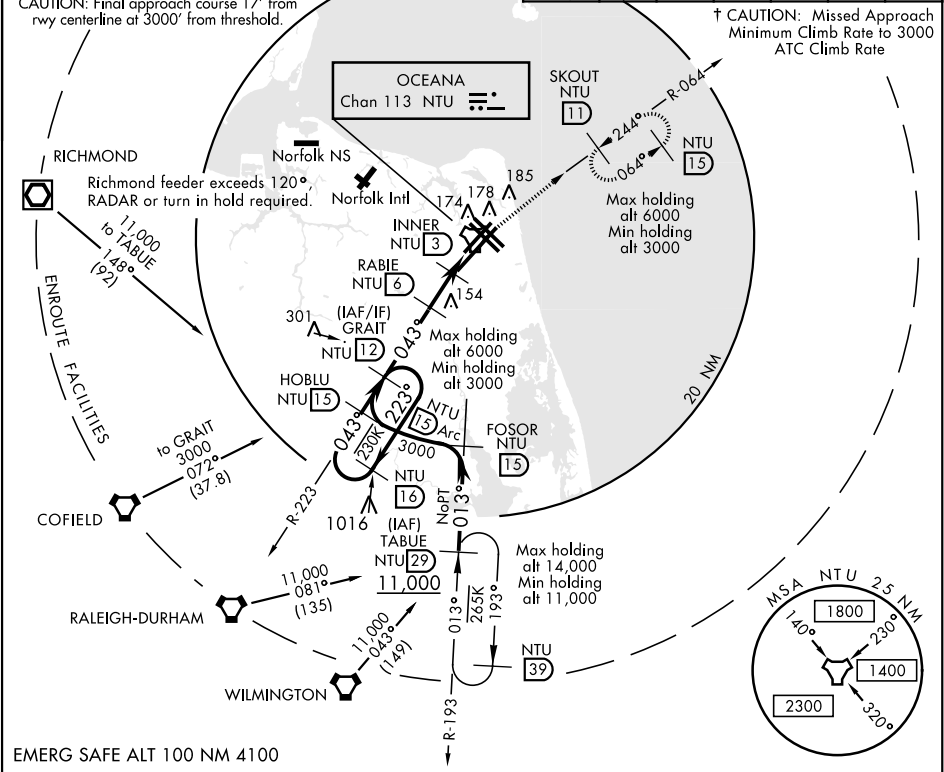 CAUTION: Final approach course 17' from
rwy centerline at 3000' from threshold.
† CAUTION: Missed Approach
Minimum Climb Rate to 3000
ATC Climb Rate
OCEANA
Chan 113 NTU
SKOUT
NTU
11
R-064
244°
064°
NTU
15
Max holding
alt 6000
Min holding
alt 3000
RICHMOND
Richmond feeder exceeds 120°,
RADAR or turn in hold required.
11,000
to TABUE
148°
(92)
Norfolk NS
Norfolk Intl
185
178
174
INNER
NTU 3
RABIE
NTU 6
154
301
(IAF/IF)
GRAIT
NTU 12
043°
Max holding
alt 6000
Min holding
alt 3000
ENROUTE FACILITIES
20 NM
HOBLU
NTU 15
223°
043°
230K
NTU
15 Arc
3000
FOSOR
NTU
15
to GRAIT
3000
072°
(37.8)
COFIELD
R-223
NTU
16
1016
NoPT
013°
(IAF)
TABUE
NTU 29
11,000
Max holding
alt 14,000
Min holding
alt 11,000
11,000
081°
(135)
RALEIGH-DURHAM
013°
265K
193°
11,000
043°
(149)
WILMINGTON
NTU
39
R-193
MSA NTU 25 NM
1800
140°
230°
1400
2300
320°
EMERG SAFE ALT 100 NM 4100